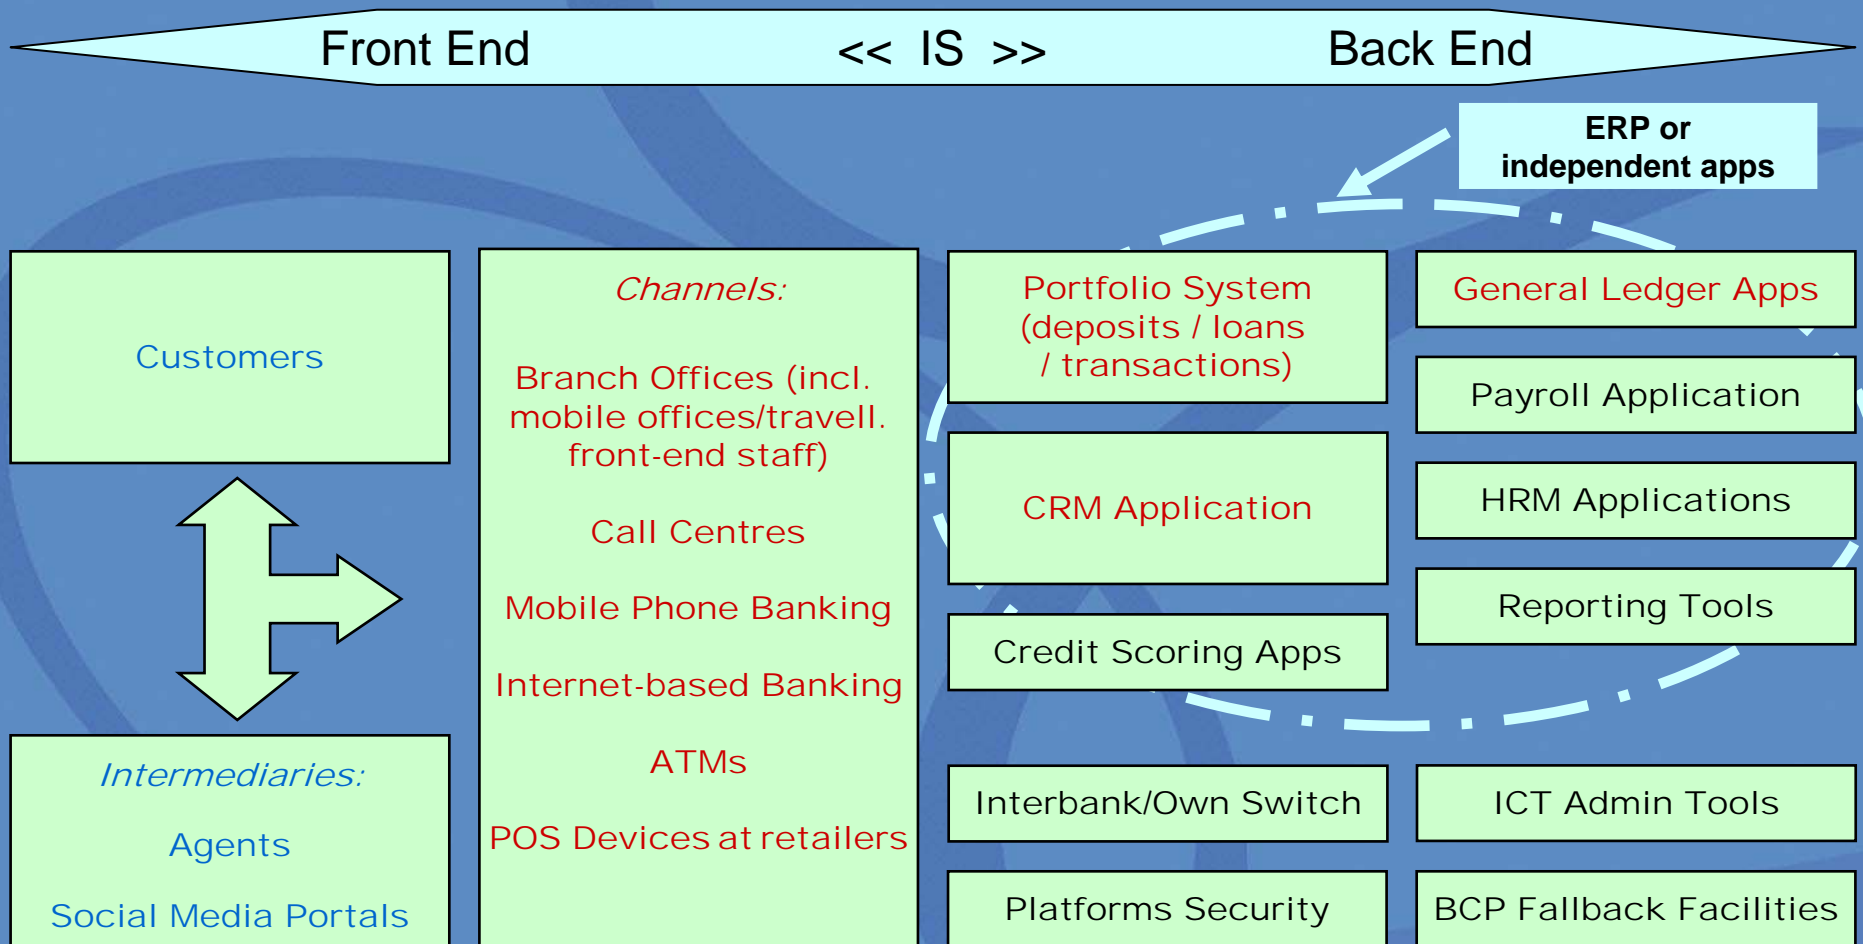 Front End << IS >> Back End
ERP or
independent apps
Customers
Intermediaries:
Agents
Social Media Portals
Channels:
Branch Offices (incl.
mobile offices/travell.
front-end staff)
Call Centres
Mobile Phone Banking
Internet-based Banking
ATMs
POS Devices at retailers
Portfolio System
(deposits / loans
/ transactions)
CRM Application
Credit Scoring Apps
Interbank/Own Switch
Platforms Security
General Ledger Apps
Payroll Application
HRM Applications
Reporting Tools
ICT Admin Tools
BCP Fallback Facilities